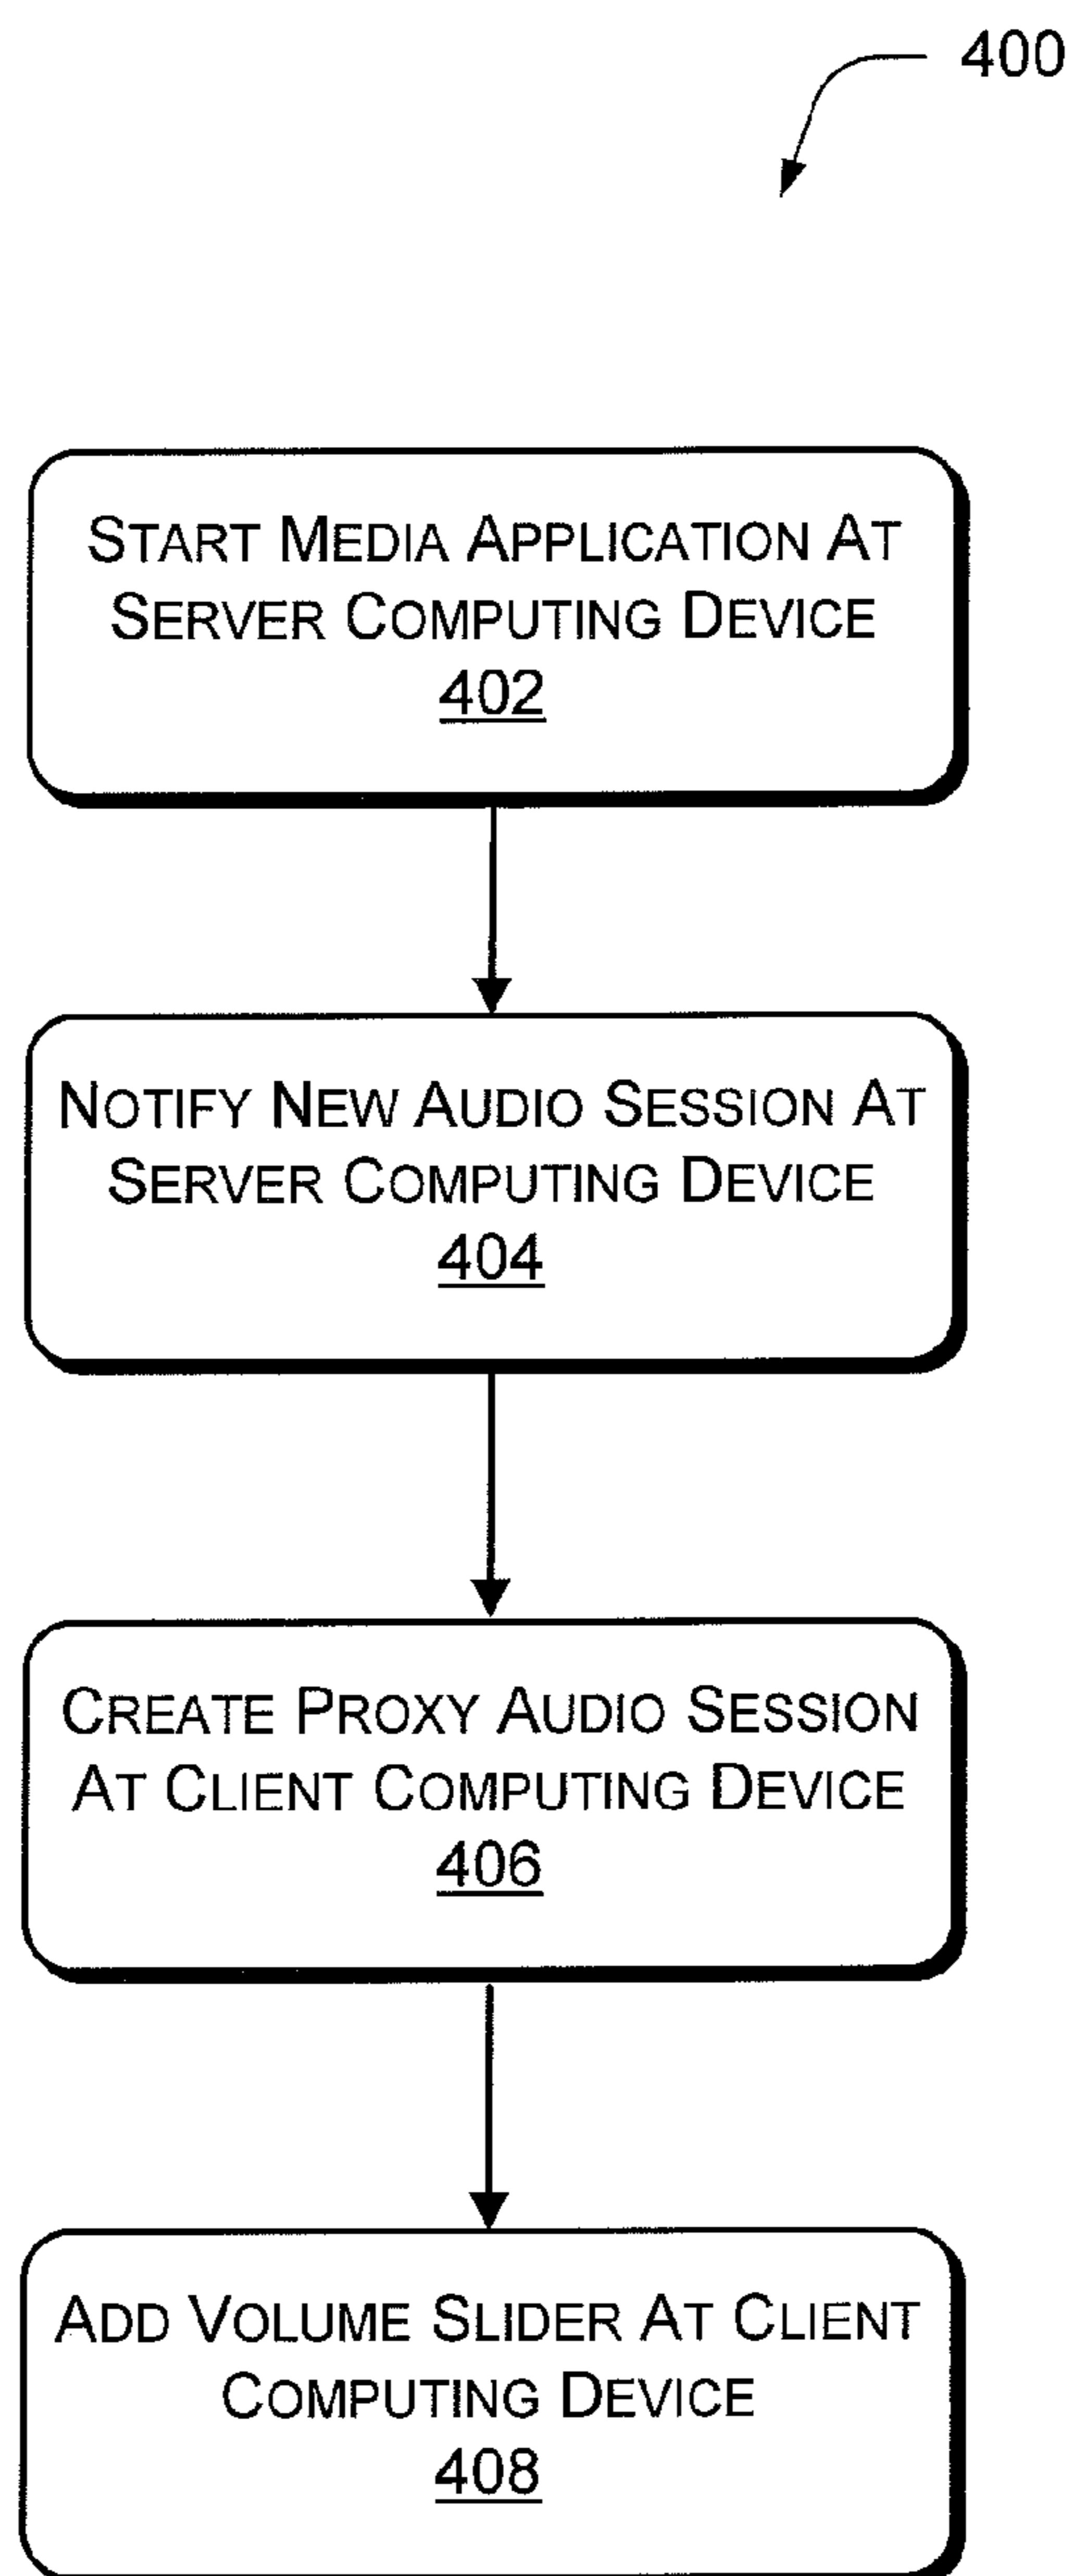 400
START MEDIA APPLICATION AT
SERVER COMPUTING DEVICE
402
NOTIFY NEW AUDIO SESSION AT
SERVER COMPUTING DEVICE
404
CREATE PROXY AUDIO SESSION
AT CLIENT COMPUTING DEVICE
406
ADD VOLUME SLIDER AT CLIENT
COMPUTING DEVICE
408